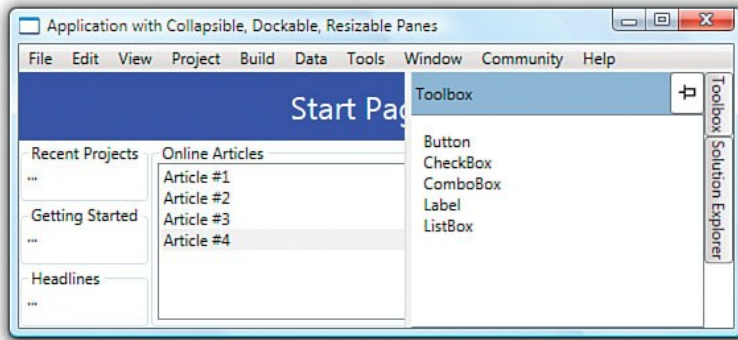 Application with Collapsible, Dockable, Resizable Panes
File Edit View Project Build Data Tools Window Community Help
Start Pag
Toolbox
Recent Projects
...
Getting Started
...
Headlines
...
Online Articles
Article #1
Article #2
Article #3
Article #4
Button
CheckBox
ComboBox
Label
ListBox
Toolbox
Solution Explorer